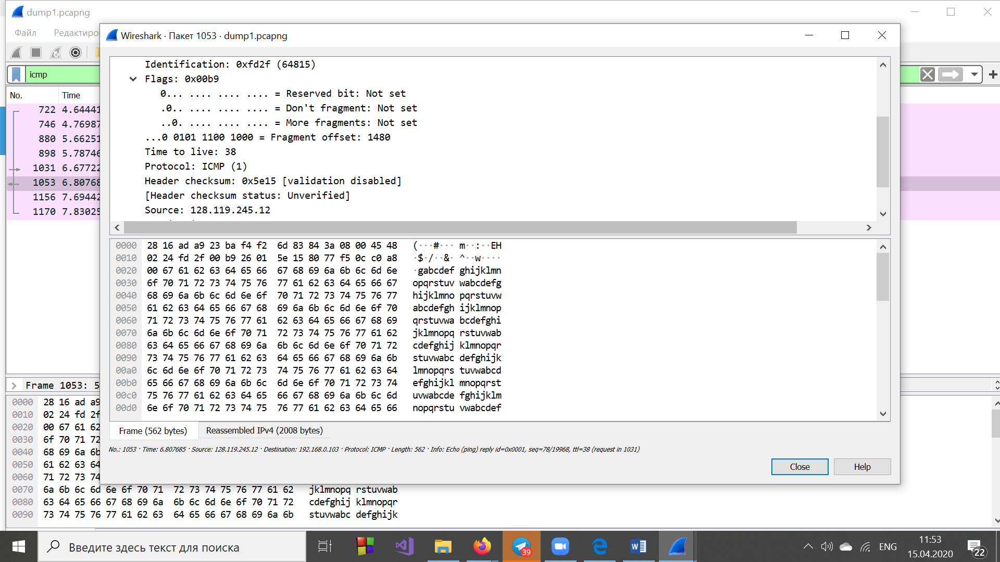 dump1.pcapng
Файл Редактиро
Wireshark · Пакет 1053 · dump1.pcapng
icmp
No. Time
722 4.64441
746 4.76987
880 5.66251
898 5.78746
1031 6.67722
1053 6.80768
1156 7.69442
1170 7.83025
Identification: 0xfd2f (64815)
Flags: 0x00b9
0... .... .... .... = Reserved bit: Not set
.0.. .... .... .... = Don't fragment: Not set
..0. .... .... .... = More fragments: Not set
...0 0101 1100 1000 = Fragment offset: 1480
Time to live: 38
Protocol: ICMP (1)
Header checksum: 0x5e15 [validation disabled]
[Header checksum status: Unverified]
Source: 128.119.245.12
0000 28 16 ad a9 23 ba f4 f2 6d 83 84 3a 08 00 45 48 (···#··· m··:··EH
0010 02 24 fd 2f 00 b9 26 01 5e 15 80 77 f5 0c c0 a8 ·$·/··&· ^··w····
0020 00 67 61 62 63 64 65 66 67 68 69 6a 6b 6c 6d 6e ·gabcdef ghijklmn
0030 6f 70 71 72 73 74 75 76 77 61 62 63 64 65 66 67 opqrstuv wabcdefg
0040 68 69 6a 6b 6c 6d 6e 6f 70 71 72 73 74 75 76 77 hijklmno pqrstuvw
0050 61 62 63 64 65 66 67 68 69 6a 6b 6c 6d 6e 6f 70 abcdefgh ijklmnop
0060 71 72 73 74 75 76 77 61 62 63 64 65 66 67 68 69 qrstuvwa bcdefghi
0070 6a 6b 6c 6d 6e 6f 70 71 72 73 74 75 76 77 61 62 jklmnopq rstuvwab
0080 63 64 65 66 67 68 69 6a 6b 6c 6d 6e 6f 70 71 72 cdefghij klmnopqr
0090 73 74 75 76 77 61 62 63 64 65 66 67 68 69 6a 6b stuvwabc defghijk
00a0 6c 6d 6e 6f 70 71 72 73 74 75 76 77 61 62 63 64 lmnopqrs tuvwabcd
00b0 65 66 67 68 69 6a 6b 6c 6d 6e 6f 70 71 72 73 74 efghijkl mnopqrst
00c0 75 76 77 61 62 63 64 65 66 67 68 69 6a 6b 6c 6d uvwabcde fghijklm
00d0 6e 6f 70 71 72 73 74 75 76 77 61 62 63 64 65 66 nopqrstu vwabcdef
Frame (562 bytes) Reassembled IPv4 (2008 bytes)
No.: 1053 · Time: 6.807685 · Source: 128.119.245.12 · Destination: 192.168.0.103 · Protocol: ICMP · Length: 562 · Info: Echo (ping) reply id=0x0001, seq=78/19968, ttl=38 (request in 1031)
Close Help
Frame 1053: 5
0000 28 16 ad a9
0010 02 24 fd 2f
0020 00 67 61 62
0030 6f 70 71 72
0040 68 69 6a 6b
0050 61 62 63 64
0060 71 72 73 74
0070 6a 6b 6c 6d 6e 6f 70 71 72 73 74 75 76 77 61 62 jklmnopq rstuvwab
0080 63 64 65 66 67 68 69 6a 6b 6c 6d 6e 6f 70 71 72 cdefghij klmnopqr
0090 73 74 75 76 77 61 62 63 64 65 66 67 68 69 6a 6b stuvwabc defghijk
Введите здесь текст для поиска
39
ENG
11:53
15.04.2020
22